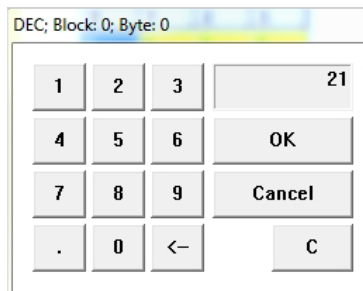 DEC; Block: 0; Byte: 0
1 2 3 21
4 5 6 OK
7 8 9 Cancel
. 0 <- C